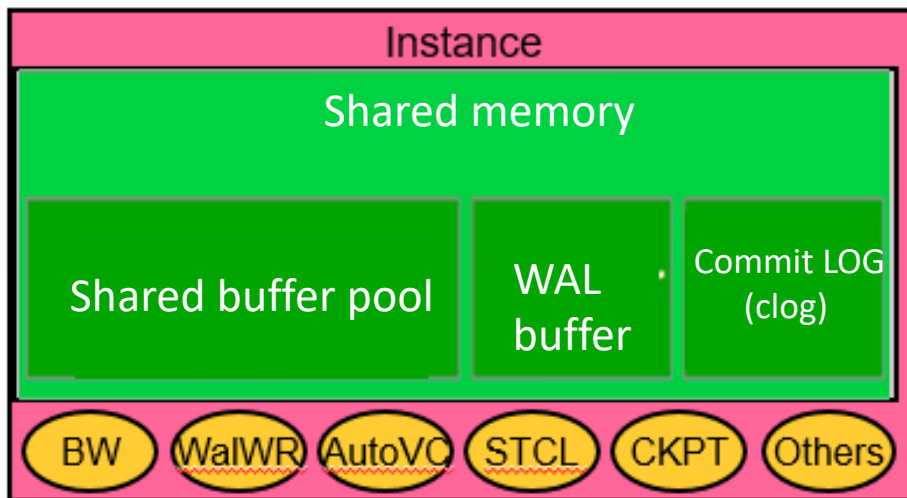 Instance
Shared memory
Shared buffer pool
WAL
buffer
Commit LOG
(clog)
BW
WalWR
AutoVC
STCL
CKPT
Others